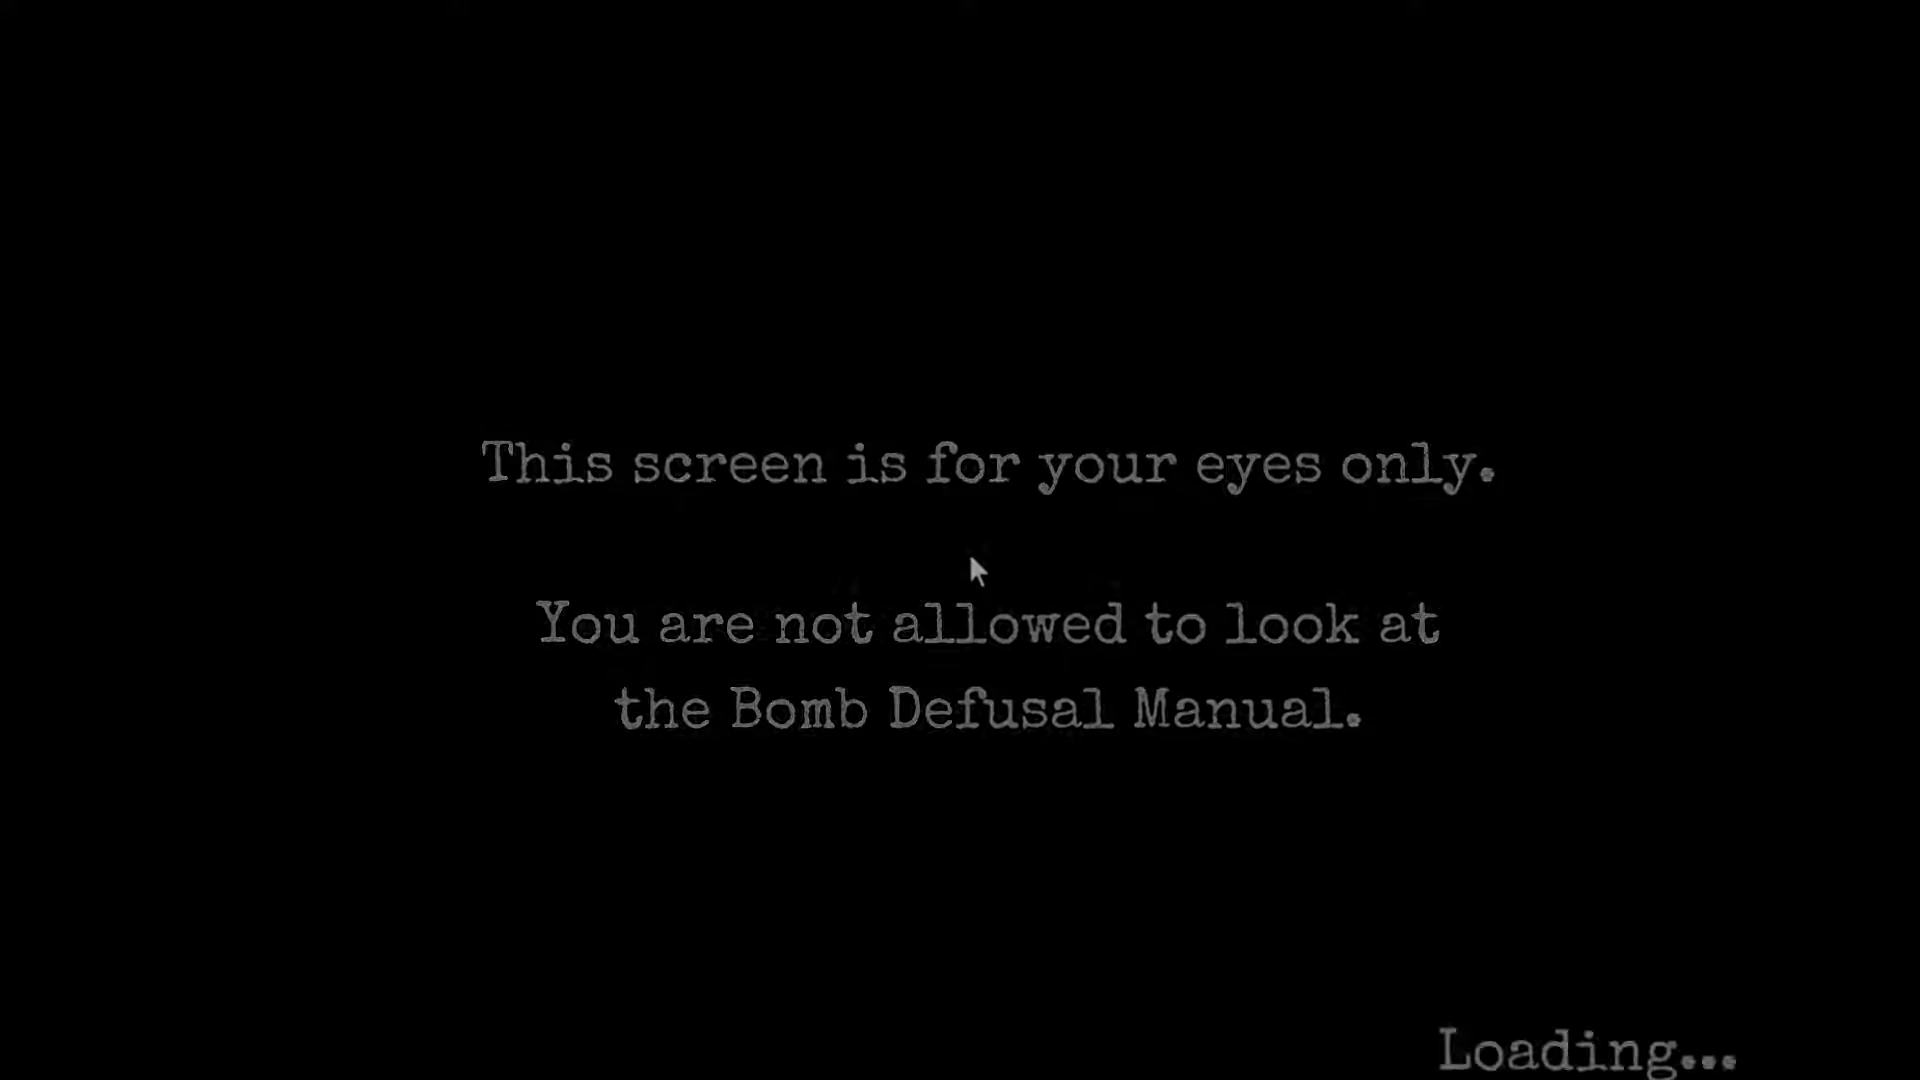 This screen is for your eyes only.
You are not allowed to look at
the Bomb Defusal Manual.
Loading...